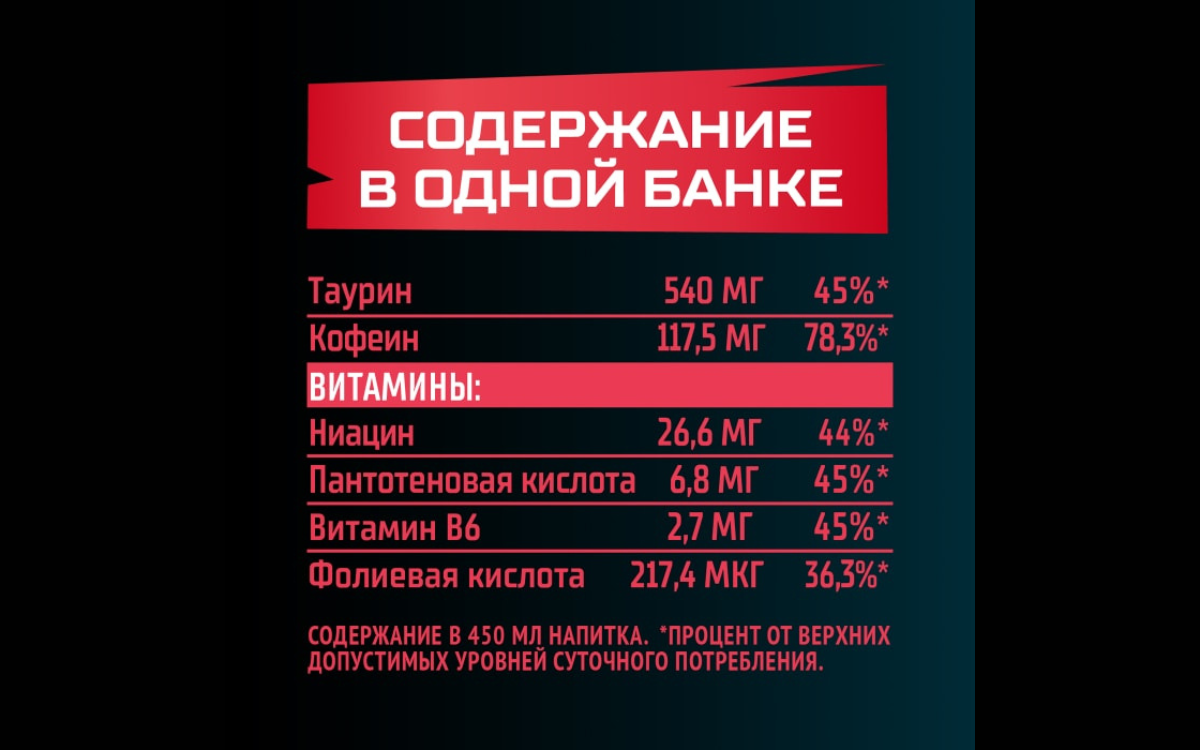 СОДЕРЖАНИЕ
В ОДНОЙ БАНКЕ
Таурин 540 МГ 45%*
Кофеин 117,5 МГ 78,3%*
ВИТАМИНЫ:
Ниацин 26,6 МГ 44%*
Пантотеновая кислота 6,8 МГ 45%*
Витамин В6 2,7 МГ 45%*
Фолиевая кислота 217,4 МКГ 36,3%*
СОДЕРЖАНИЕ В 450 МЛ НАПИТКА. *ПРОЦЕНТ ОТ ВЕРХНИХ
ДОПУСТИМЫХ УРОВНЕЙ СУТОЧНОГО ПОТРЕБЛЕНИЯ.